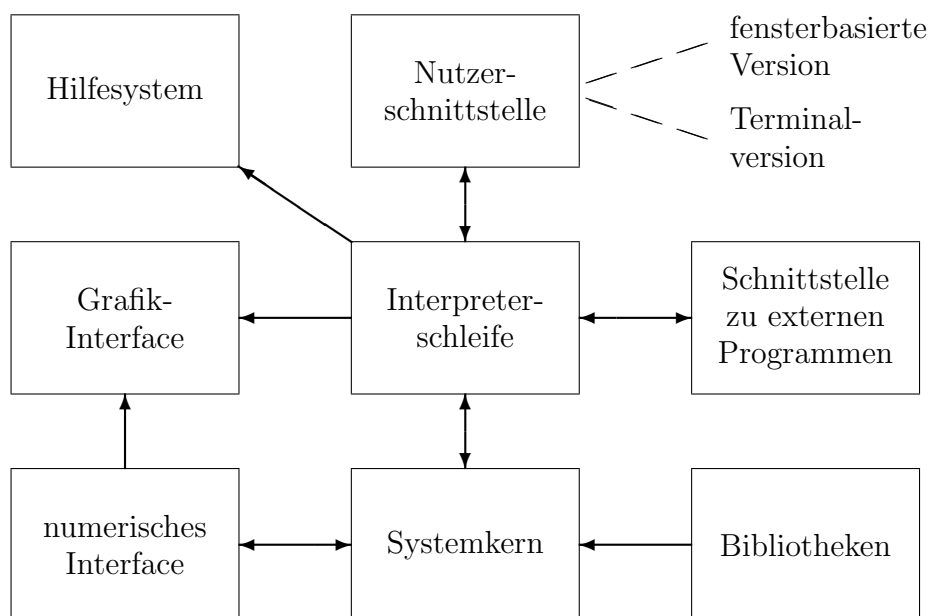 Hilfesystem
Nutzer-
schnittstelle
fensterbasierte
Version
Terminal-
version
Grafik-
Interface
Interpreter-
schleife
Schnittstelle
zu externen
Programmen
numerisches
Interface
Systemkern
Bibliotheken